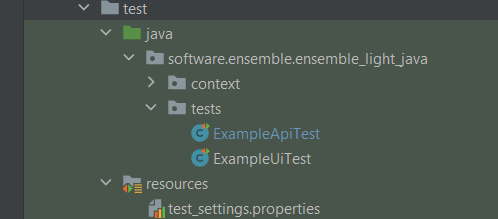 test
java
software.ensemble.ensemble_light_java
context
tests
ExampleApiTest
ExampleUiTest
resources
test_settings.properties